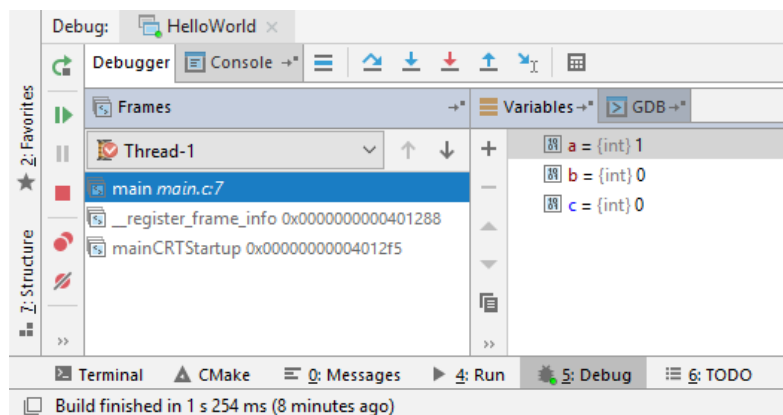 Debug: HelloWorld
Debugger Console
Frames
Variables GDB
Thread-1
main main.c:7
__register_frame_info 0x0000000000401288
mainCRTStartup 0x00000000004012f5
a = {int} 1
b = {int} 0
c = {int} 0
2: Favorites
7: Structure
Terminal CMake 0: Messages 4: Run 5: Debug 6: TODO
Build finished in 1 s 254 ms (8 minutes ago)